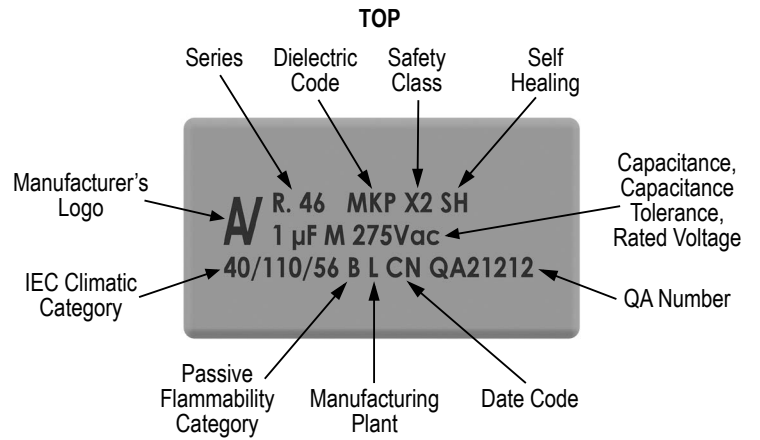 TOP
Series
Dielectric
Code
Safety
Class
Self
Healing
Manufacturer's
Logo
R. 46 MKP X2 SH
1 µF M 275Vac
40/110/56 B L CN QA21212
Capacitance,
Capacitance
Tolerance,
Rated Voltage
IEC Climatic
Category
QA Number
Passive
Flammability
Category
Manufacturing
Plant
Date Code